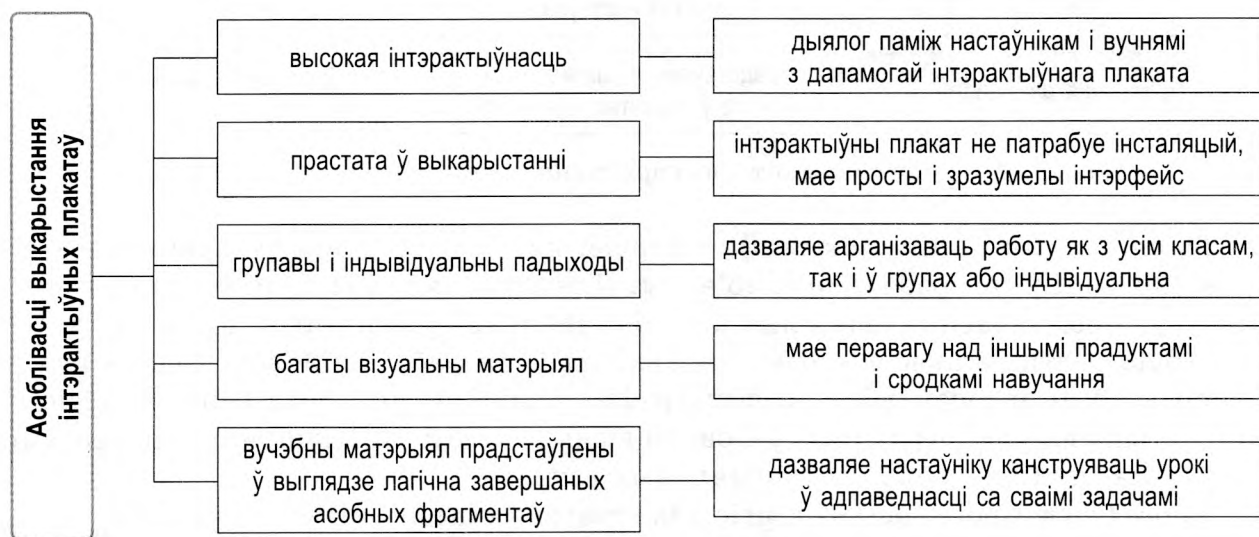 Асаблівасці выкарыстання
інтэрактыўных плакатаў
высокая інтэрактыўнасць
дыялог паміж настаўнікам і вучнямі
з дапамогай інтэрактыўнага плаката
прастата ў выкарыстанні
інтэрактыўны плакат не патрабуе інсталяцый,
мае просты і зразумелы інтэрфейс
групавы і індывідуальны падыходы
дазваляе арганізаваць работу як з усім класам,
так і ў групах або індывідуальна
багаты візуальны матэрыял
мае перавагу над іншымі прадуктамі
і сродкамі навучання
вучэбны матэрыял прадстаўлены
ў выглядзе лагічна завершаных
асобных фрагментаў
дазваляе настаўніку канструяваць урокі
ў адпаведнасці са сваімі задачамі